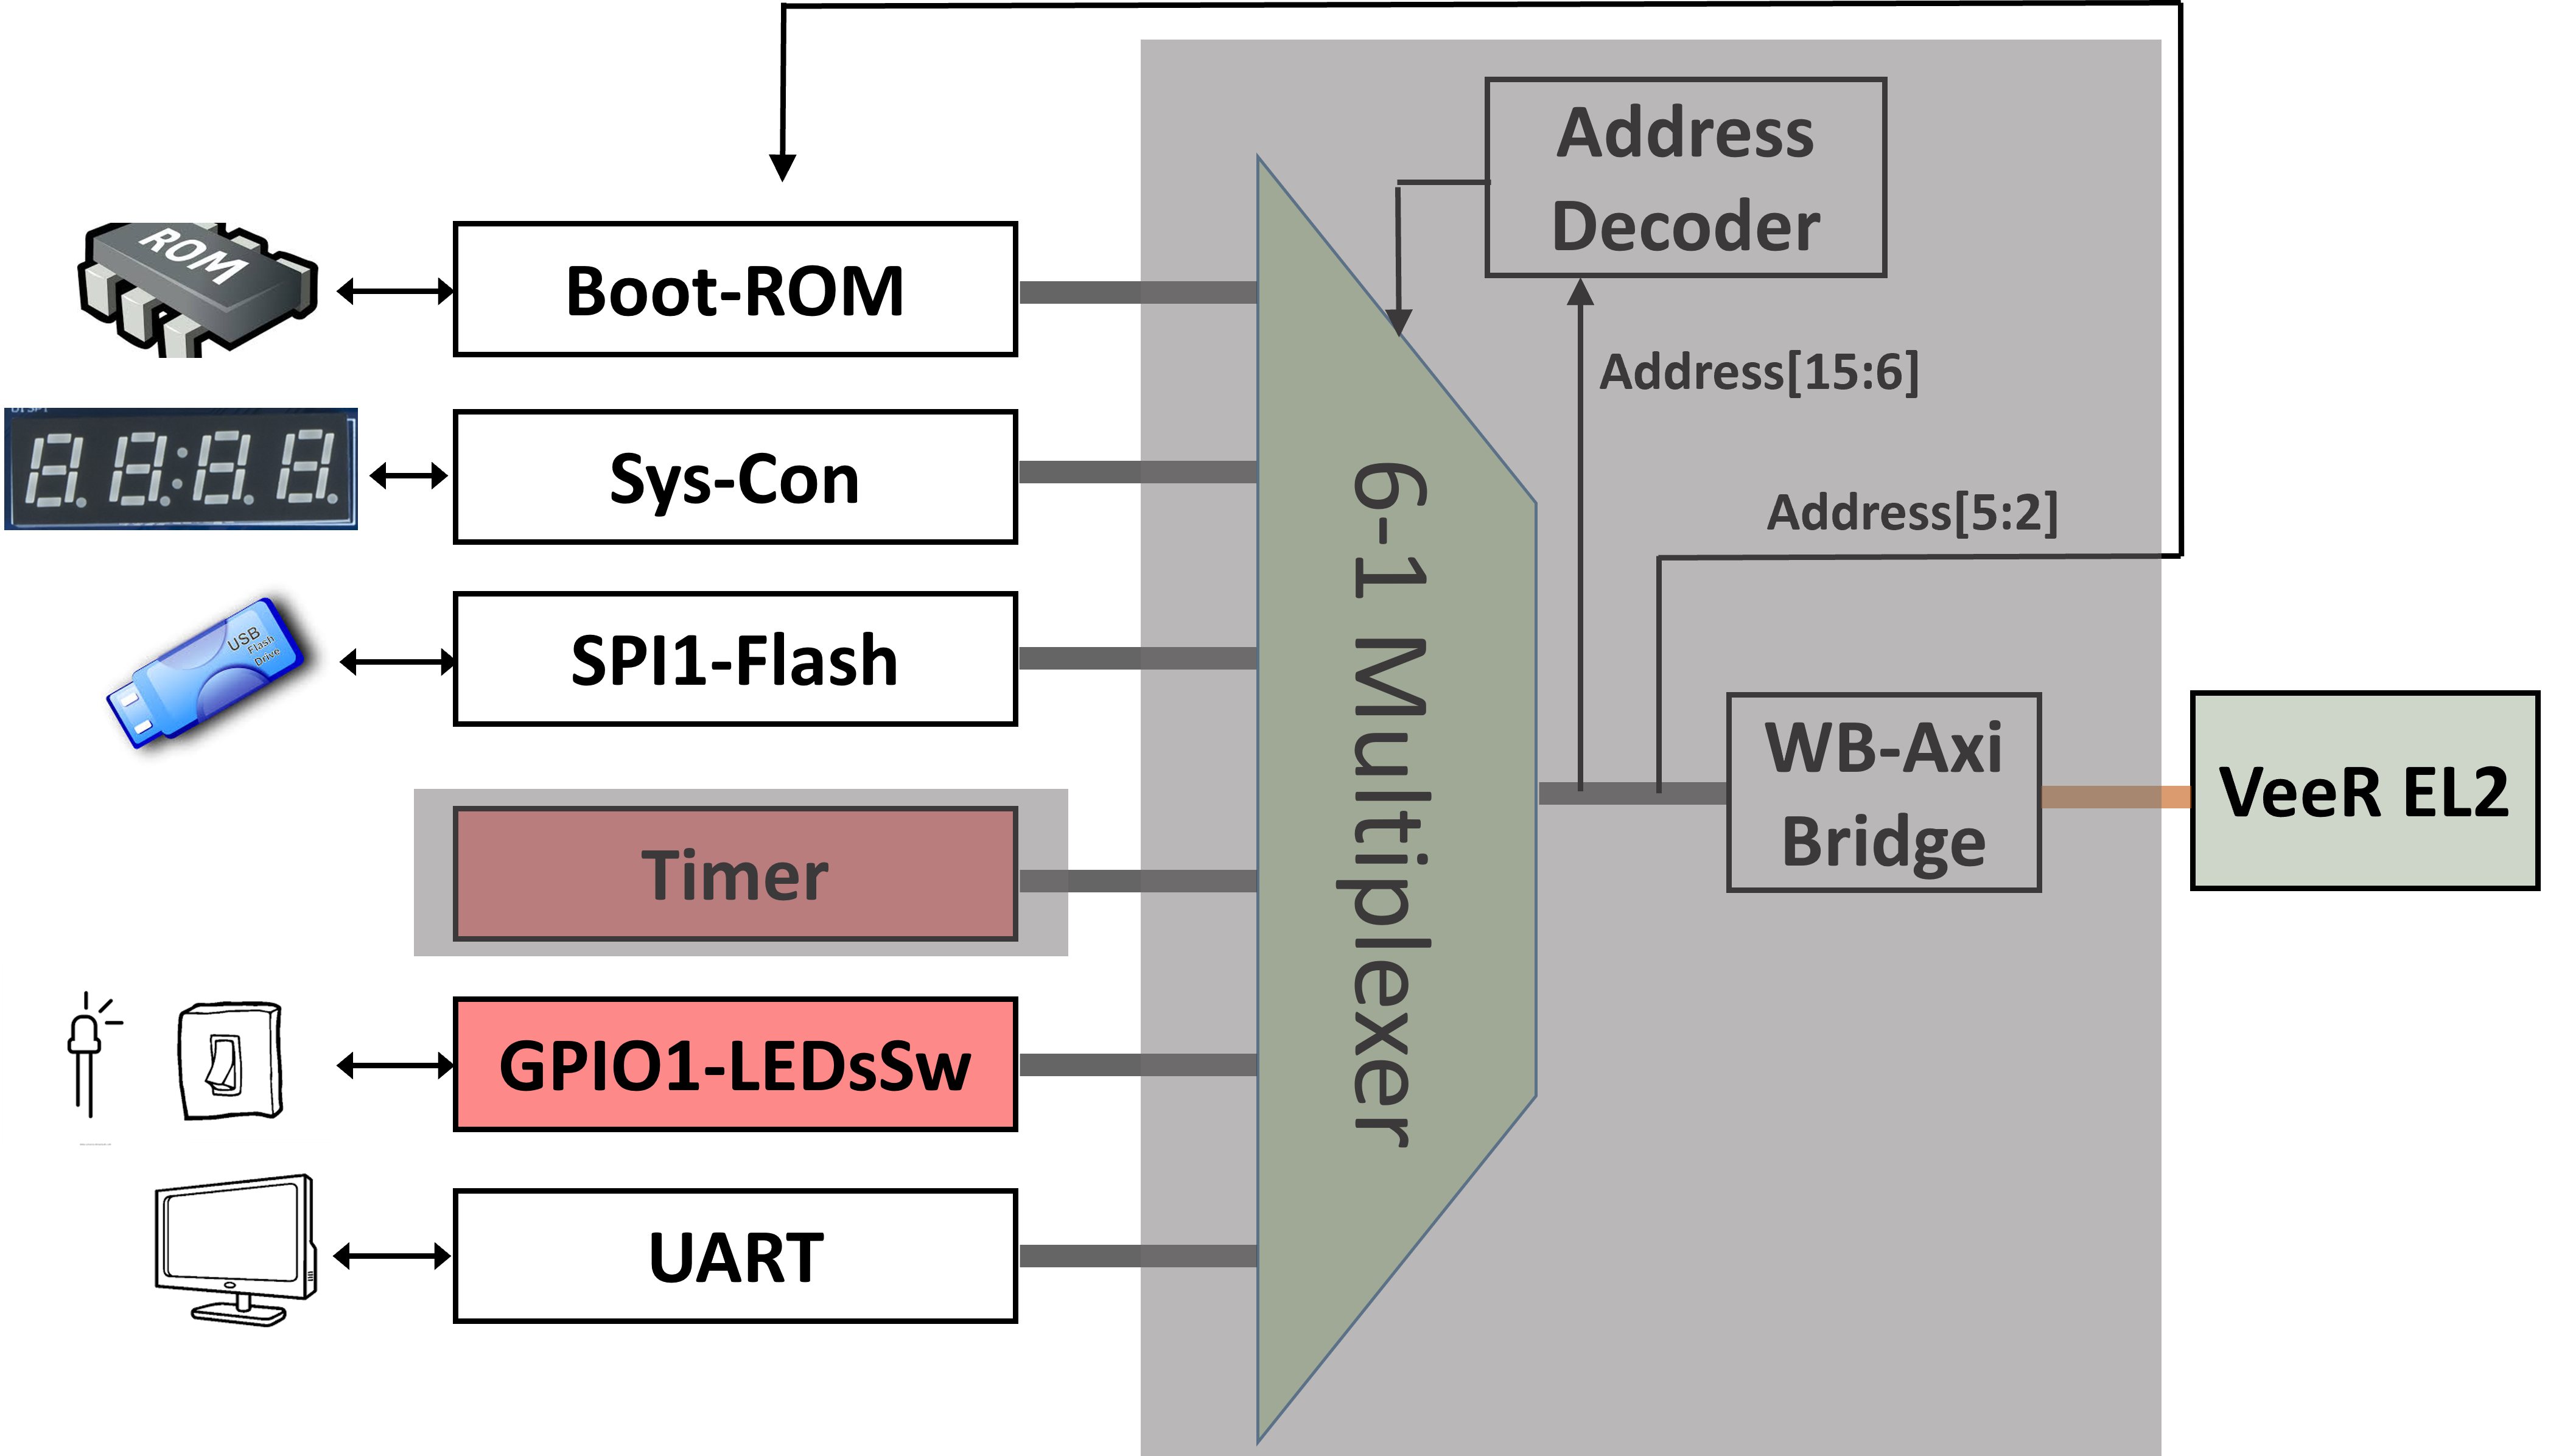 Address
Decoder
ROM
Boot-ROM
Address[15:6]
Sys-Con
Address[5:2]
USB
Flash
Drive
SPI1-Flash
6-1 Multiplexer
WB-Axi
Bridge
VeeR EL2
Timer
GPIO1-LEDsSw
UART